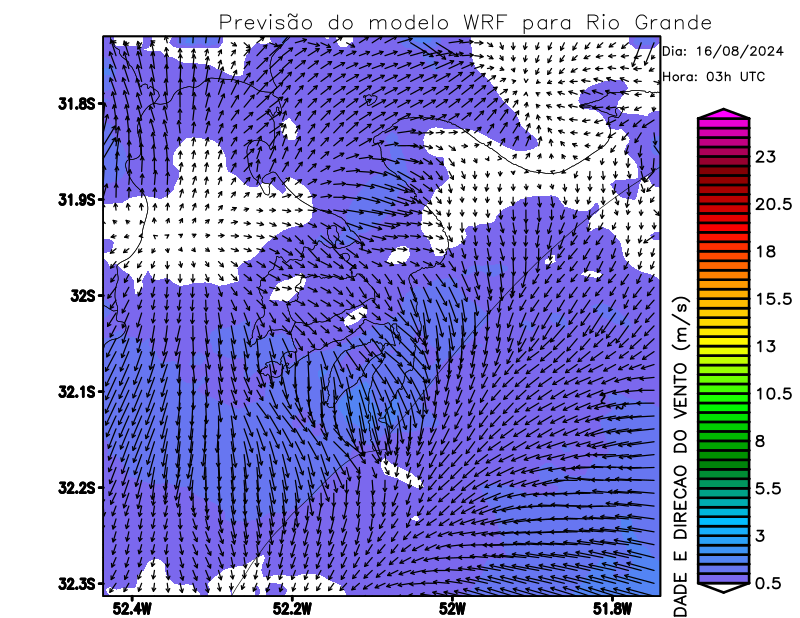 Previsão do modelo WRF para Rio Grande
Dia: 16/08/2024
Hora: 03h UTC
31.8S
31.9S
32S
32.1S
32.2S
32.3S
52.4W
52.2W
52W
51.8W
23
20.5
18
15.5
13
10.5
8
5.5
3
0.5
DADE E DIRECAO DO VENTO (m/s)